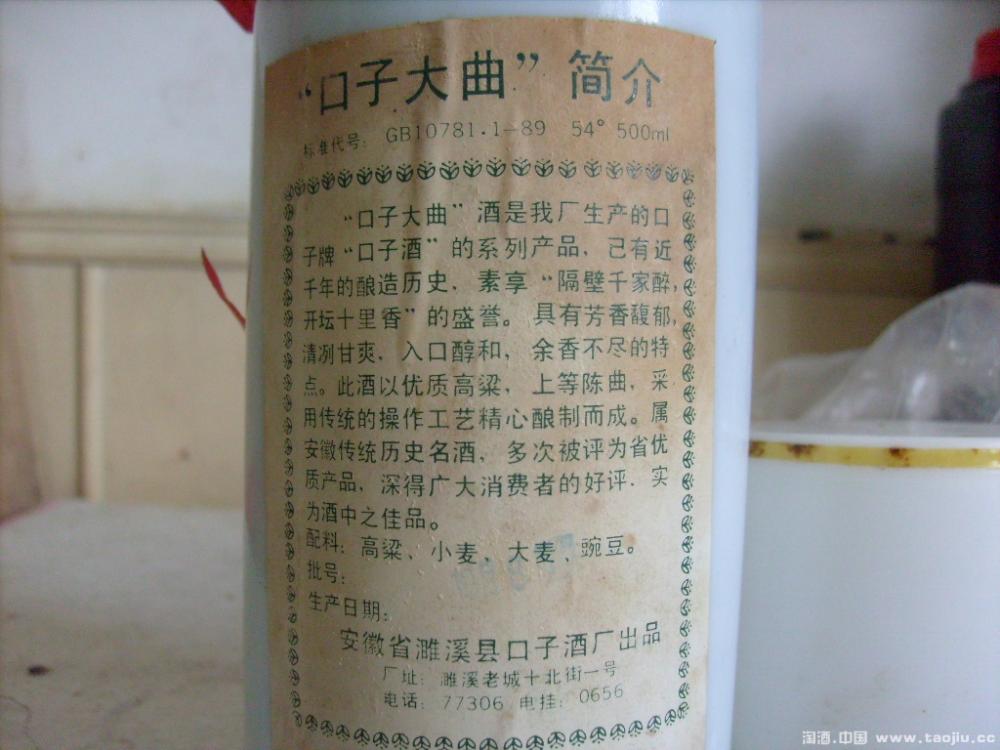 “口子大曲”简介
标准代号：GB10781.1-89 54° 500ml
“口子大曲”酒是我厂生产的口
子牌“口子酒”的系列产品，已有近
千年的酿造历史，素享“隔壁千家醉，
开坛十里香”的盛誉。具有芳香馥郁，
清冽甘爽，入口醇和，余香不尽的特
点。此酒以优质高粱，上等陈曲，采
用传统的操作工艺精心酿制而成。属
安徽传统历史名酒，多次被评为省优
质产品，深得广大消费者的好评，实
为酒中之佳品。
配料：高粱、小麦、大麦、豌豆。
批号：
生产日期：
安徽省濉溪县口子酒厂出品
厂址：濉溪老城十北街一号
电话：77306 电挂：0656
淘酒.中国 www.taojiu.cc